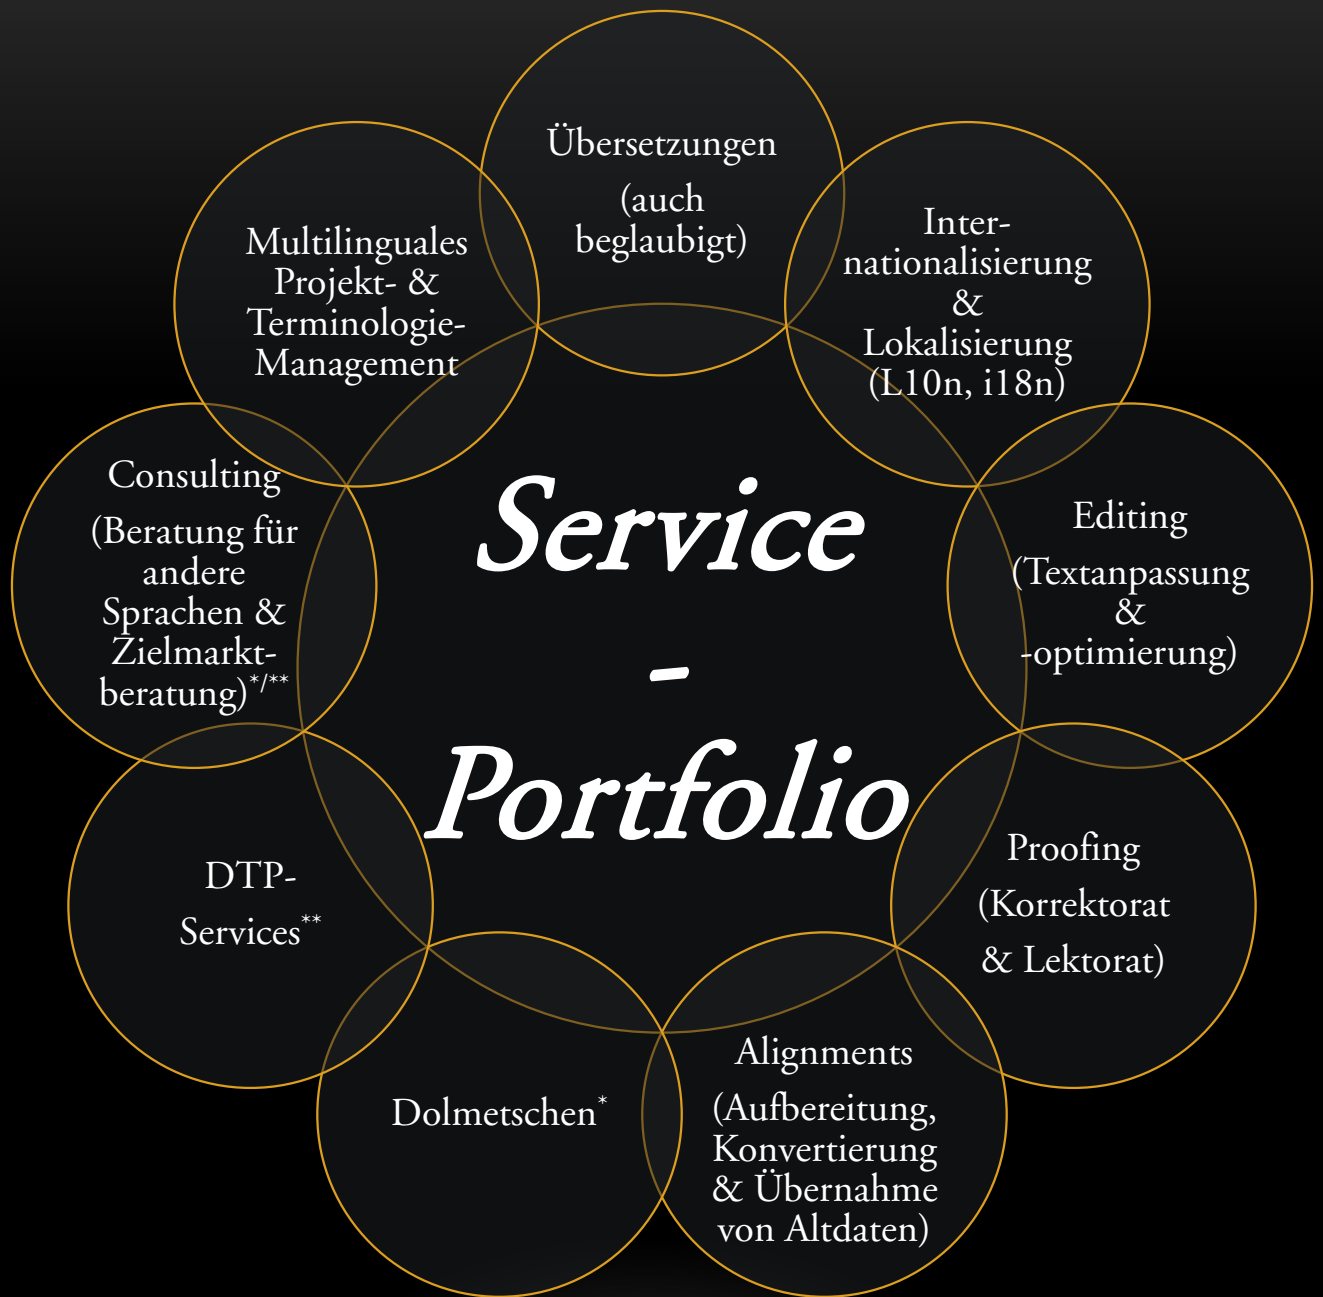 Übersetzungen
(auch
beglaubigt)
Inter-
nationalisierung
&
Lokalisierung
(L10n, i18n)
Editing
(Textanpassung
&
-optimierung)
Proofing
(Korrektorat
& Lektorat)
Alignments
(Aufbereitung,
Konvertierung
& Übernahme
von Altdaten)
Dolmetschen*
DTP-
Services**
Consulting
(Beratung für
andere
Sprachen &
Zielmarkt-
beratung)*/**
Multilinguales
Projekt- &
Terminologie-
Management
Service
-
Portfolio